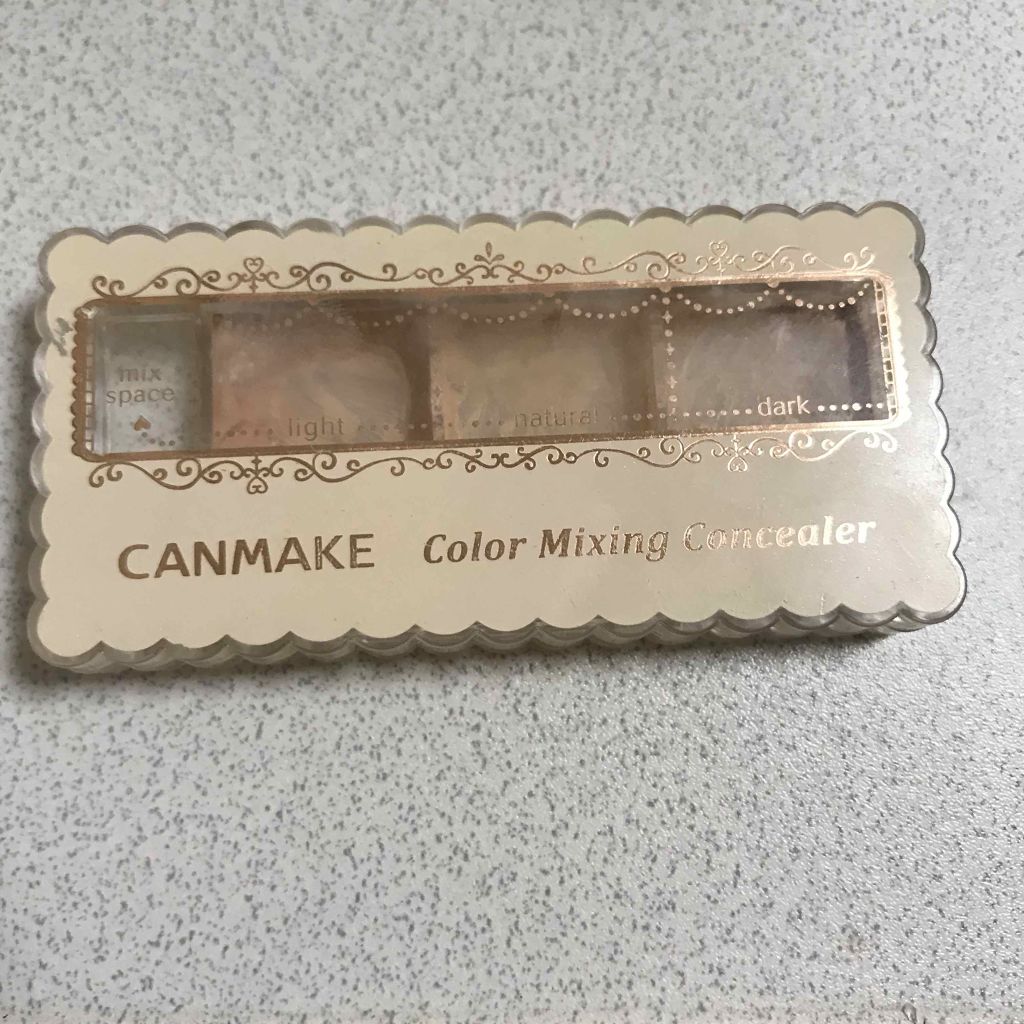 mix
space
light
natural
dark
CANMAKE
Color Mixing Concealer